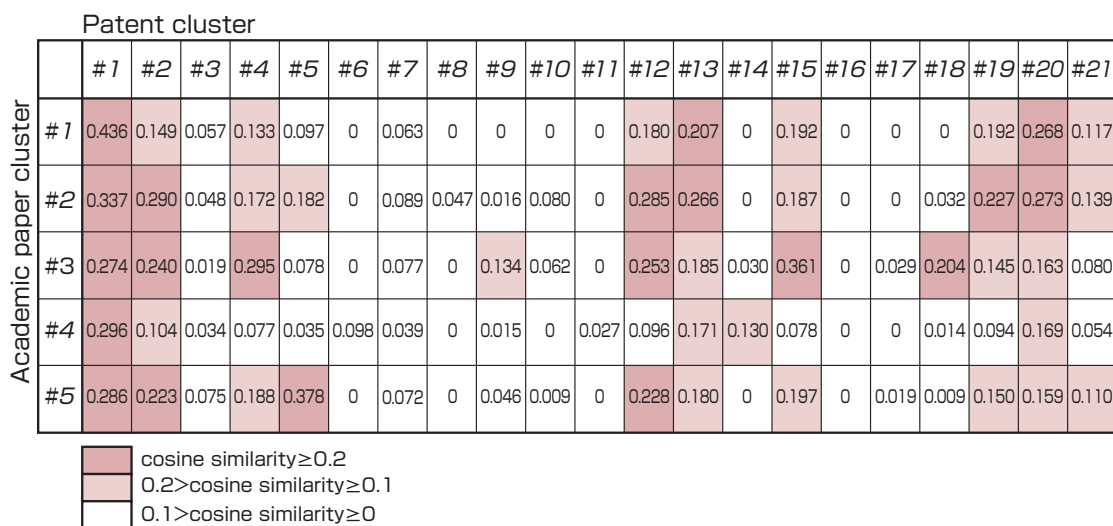 Patent cluster
#1 #2 #3 #4 #5 #6 #7 #8 #9 #10 #11 #12 #13 #14 #15 #16 #17 #18 #19 #20 #21
Academic paper cluster
#1 0.436 0.149 0.057 0.133 0.097 0 0.063 0 0 0 0 0.180 0.207 0 0.192 0 0 0 0.192 0.268 0.117
#2 0.337 0.290 0.048 0.172 0.182 0 0.089 0.047 0.016 0.080 0 0.285 0.266 0 0.187 0 0 0.032 0.227 0.273 0.139
#3 0.274 0.240 0.019 0.295 0.078 0 0.077 0 0.134 0.062 0 0.253 0.185 0.030 0.361 0 0.029 0.204 0.145 0.163 0.080
#4 0.296 0.104 0.034 0.077 0.035 0.098 0.039 0 0.015 0 0.027 0.096 0.171 0.130 0.078 0 0 0.014 0.094 0.169 0.054
#5 0.286 0.223 0.075 0.188 0.378 0 0.072 0 0.046 0.009 0 0.228 0.180 0 0.197 0 0.019 0.009 0.150 0.159 0.110
cosine similarity≥0.2
0.2>cosine similarity≥0.1
0.1>cosine similarity≥0